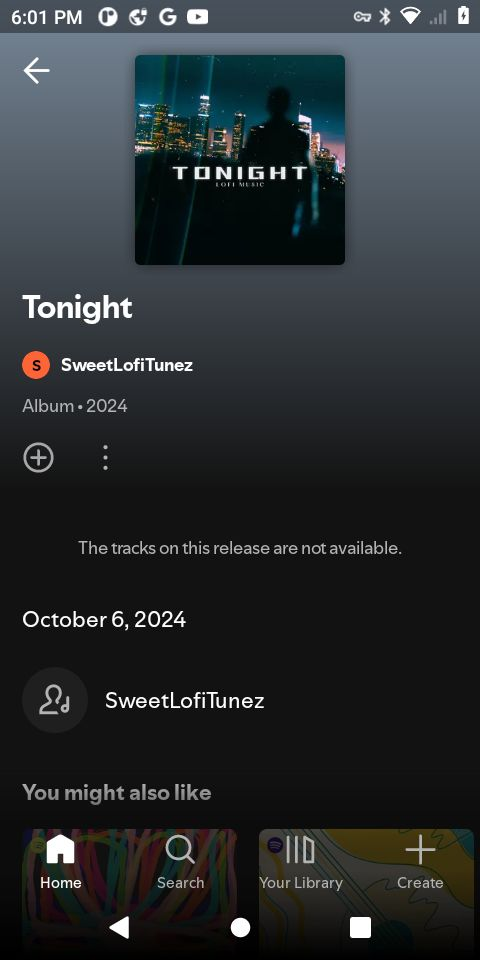 6:01 PM
TONIGHT
LOFI MUSIC
Tonight
S SweetLofiTunez
Album • 2024
The tracks on this release are not available.
October 6, 2024
SweetLofiTunez
You might also like
Home Search Your Library Create